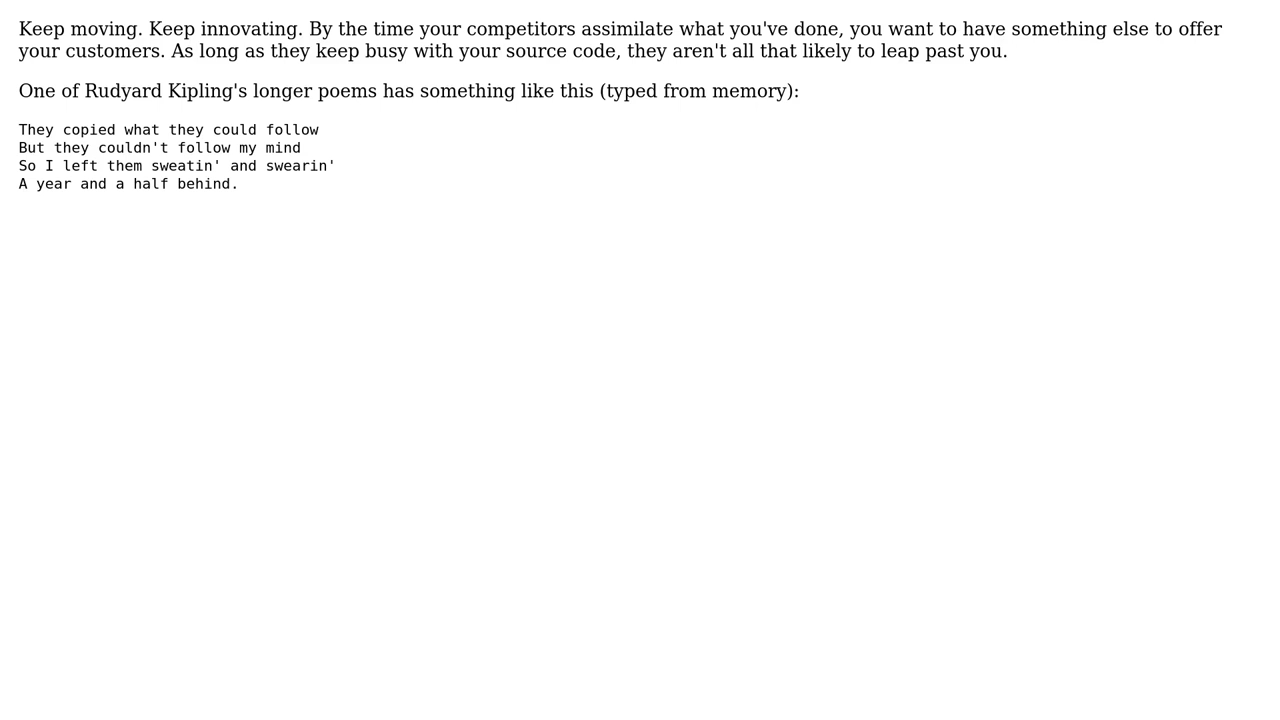 Keep moving. Keep innovating. By the time your competitors assimilate what you've done, you want to have something else to offer
your customers. As long as they keep busy with your source code, they aren't all that likely to leap past you.
One of Rudyard Kipling's longer poems has something like this (typed from memory):
They copied what they could follow
But they couldn't follow my mind
So I left them sweatin' and swearin'
A year and a half behind.